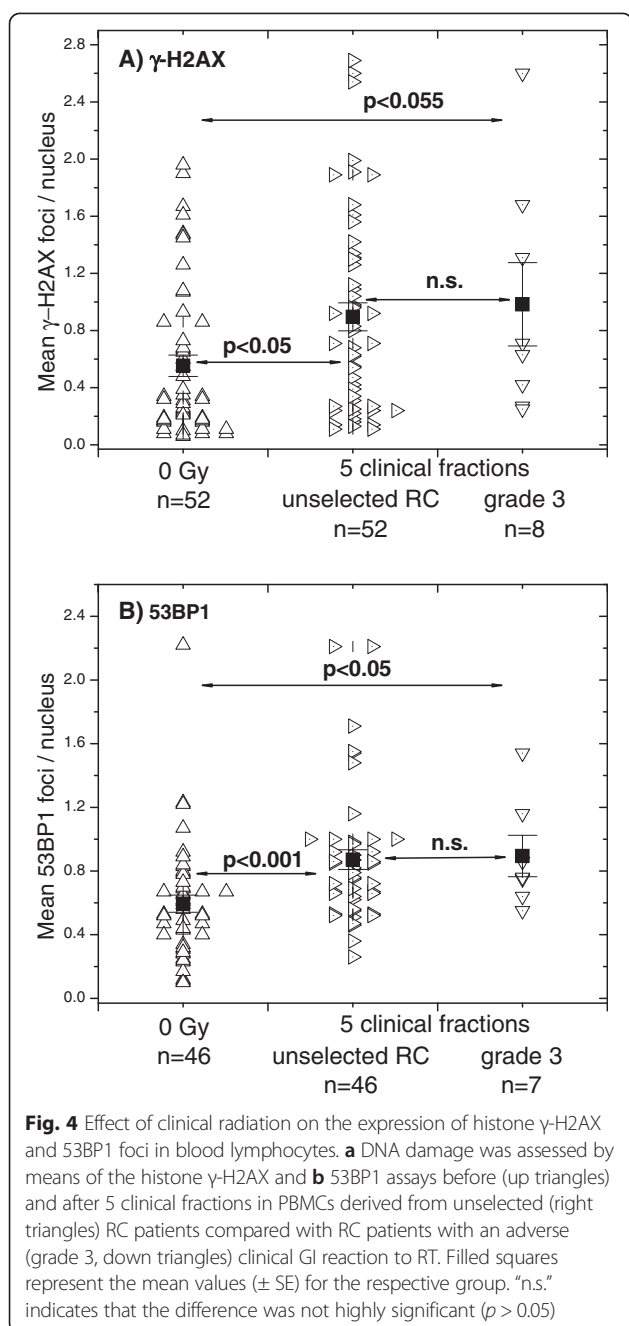 A) γ-H2AX
2.8
2.4
2.0
1.6
1.2
0.8
0.4
0.0
Mean γ–H2AX foci / nucleus
p<0.055
n.s.
p<0.05
0 Gy
n=52
5 clinical fractions
unselected RC
n=52
grade 3
n=8
B) 53BP1
2.4
2.0
1.6
1.2
0.8
0.4
0.0
Mean 53BP1 foci / nucleus
p<0.05
p<0.001
n.s.
0 Gy
n=46
5 clinical fractions
unselected RC
n=46
grade 3
n=7
Fig. 4 Effect of clinical radiation on the expression of histone γ-H2AX
and 53BP1 foci in blood lymphocytes. a DNA damage was assessed by
means of the histone γ-H2AX and b 53BP1 assays before (up triangles)
and after 5 clinical fractions in PBMCs derived from unselected (right
triangles) RC patients compared with RC patients with an adverse
(grade 3, down triangles) clinical GI reaction to RT. Filled squares
represent the mean values (± SE) for the respective group. “n.s.”
indicates that the difference was not highly significant (p > 0.05)